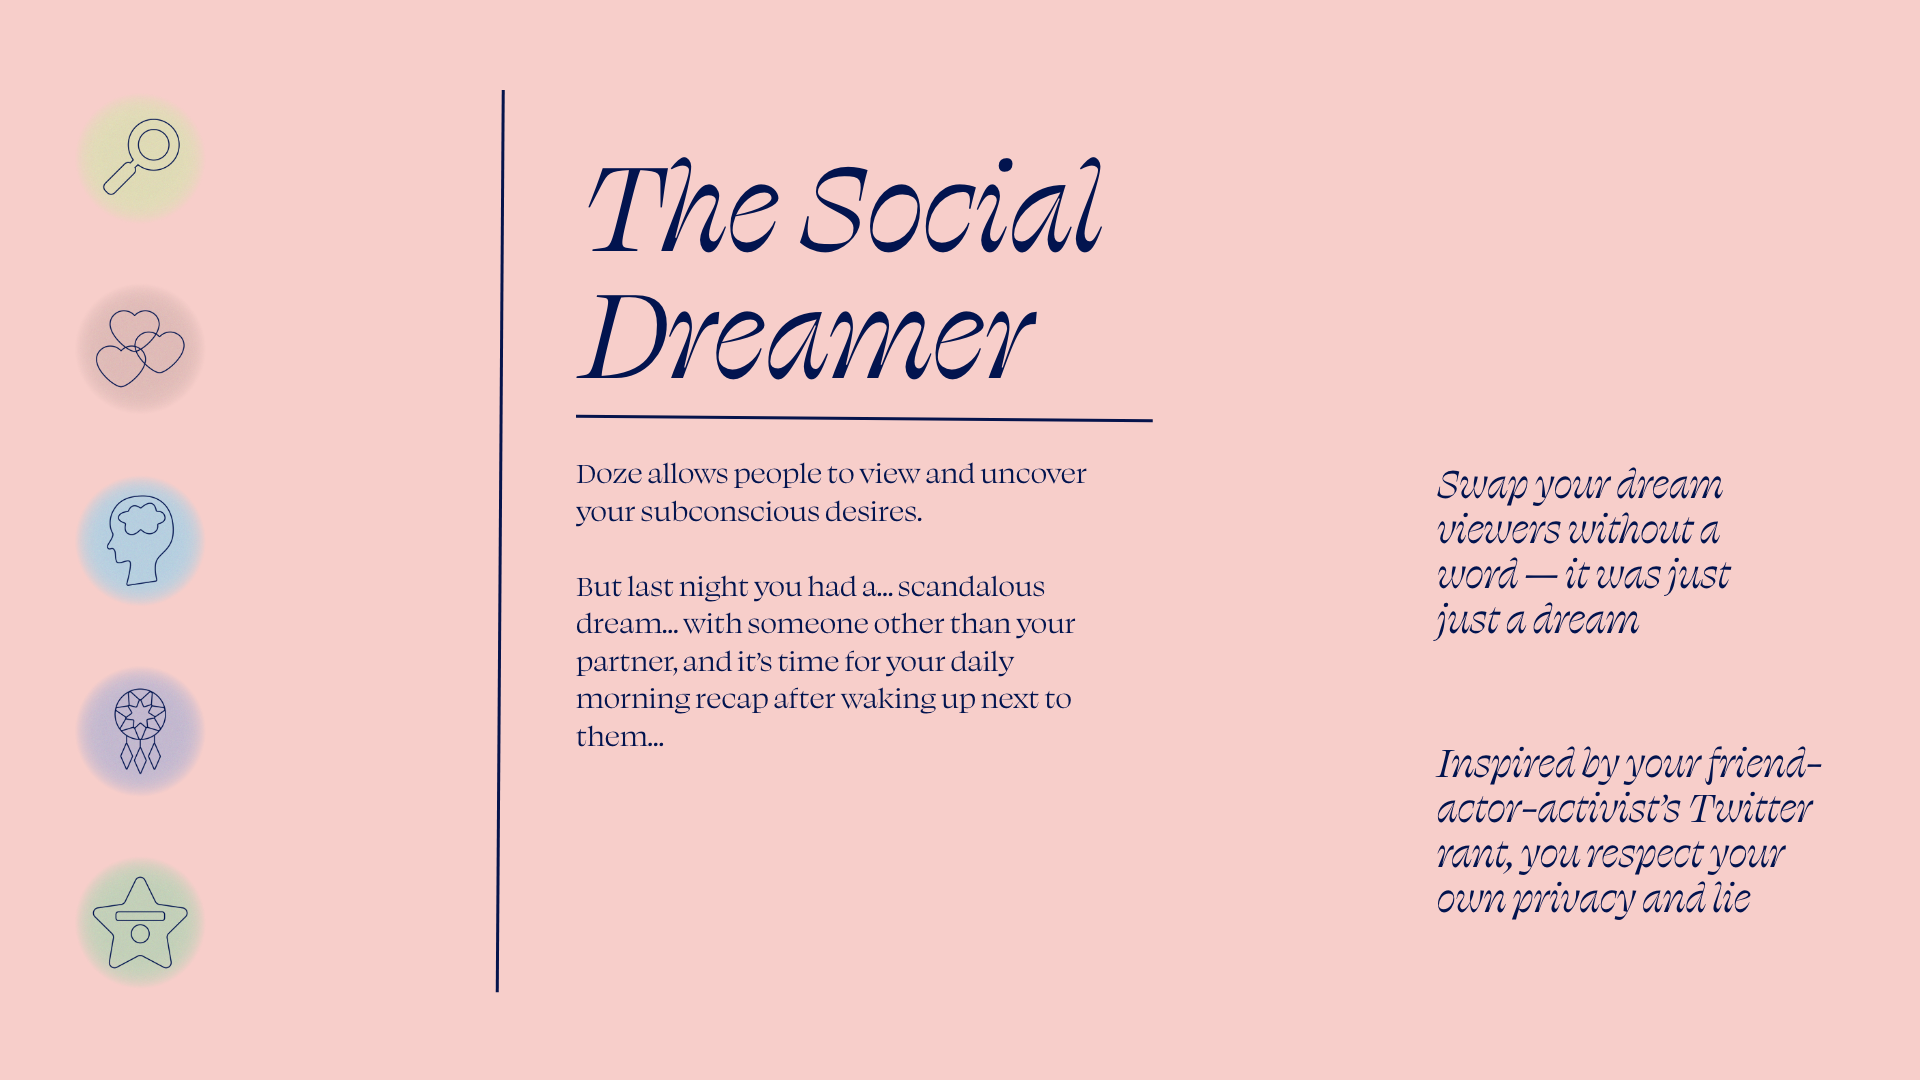 The Social
Dreamer
Doze allows people to view and uncover
your subconscious desires.
But last night you had a... scandalous
dream... with someone other than your
partner, and it’s time for your daily
morning recap after waking up next to
them...
Swap your dream
viewers without a
word — it was just
just a dream
Inspired by your friend-
actor-activist’s Twitter
rant, you respect your
own privacy and lie